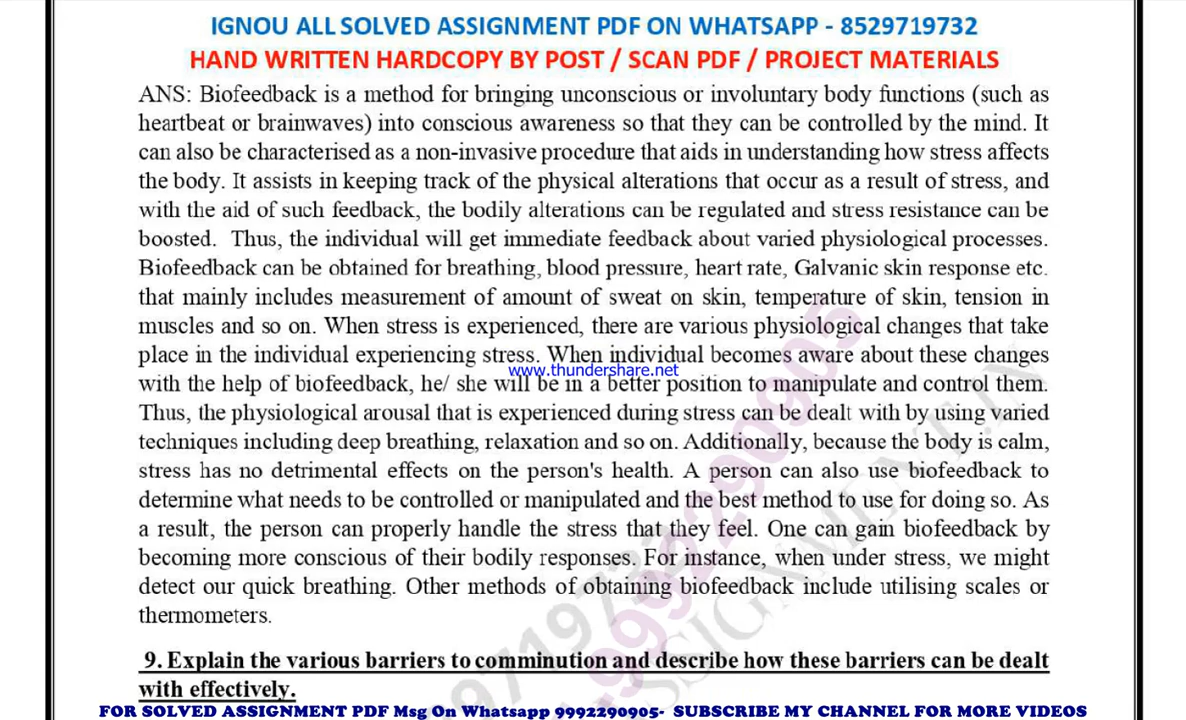 IGNOU ALL SOLVED ASSIGNMENT PDF ON WHATSAPP - 8529719732
HAND WRITTEN HARDCOPY BY POST / SCAN PDF / PROJECT MATERIALS
ANS: Biofeedback is a method for bringing unconscious or involuntary body functions (such as
heartbeat or brainwaves) into conscious awareness so that they can be controlled by the mind. It
can also be characterised as a non-invasive procedure that aids in understanding how stress affects
the body. It assists in keeping track of the physical alterations that occur as a result of stress, and
with the aid of such feedback, the bodily alterations can be regulated and stress resistance can be
boosted. Thus, the individual will get immediate feedback about varied physiological processes.
Biofeedback can be obtained for breathing, blood pressure, heart rate, Galvanic skin response etc.
that mainly includes measurement of amount of sweat on skin, temperature of skin, tension in
muscles and so on. When stress is experienced, there are various physiological changes that take
place in the individual experiencing stress. When individual becomes aware about these changes
www.thundershare.net
with the help of biofeedback, he/ she will be in a better position to manipulate and control them.
Thus, the physiological arousal that is experienced during stress can be dealt with by using varied
techniques including deep breathing, relaxation and so on. Additionally, because the body is calm,
stress has no detrimental effects on the person's health. A person can also use biofeedback to
determine what needs to be controlled or manipulated and the best method to use for doing so. As
a result, the person can properly handle the stress that they feel. One can gain biofeedback by
becoming more conscious of their bodily responses. For instance, when under stress, we might
detect our quick breathing. Other methods of obtaining biofeedback include utilising scales or
thermometers.
9. Explain the various barriers to comminution and describe how these barriers can be dealt
with effectively.
FOR SOLVED ASSIGNMENT PDF Msg On Whatsapp 9992290905- SUBSCRIBE MY CHANNEL FOR MORE VIDEOS